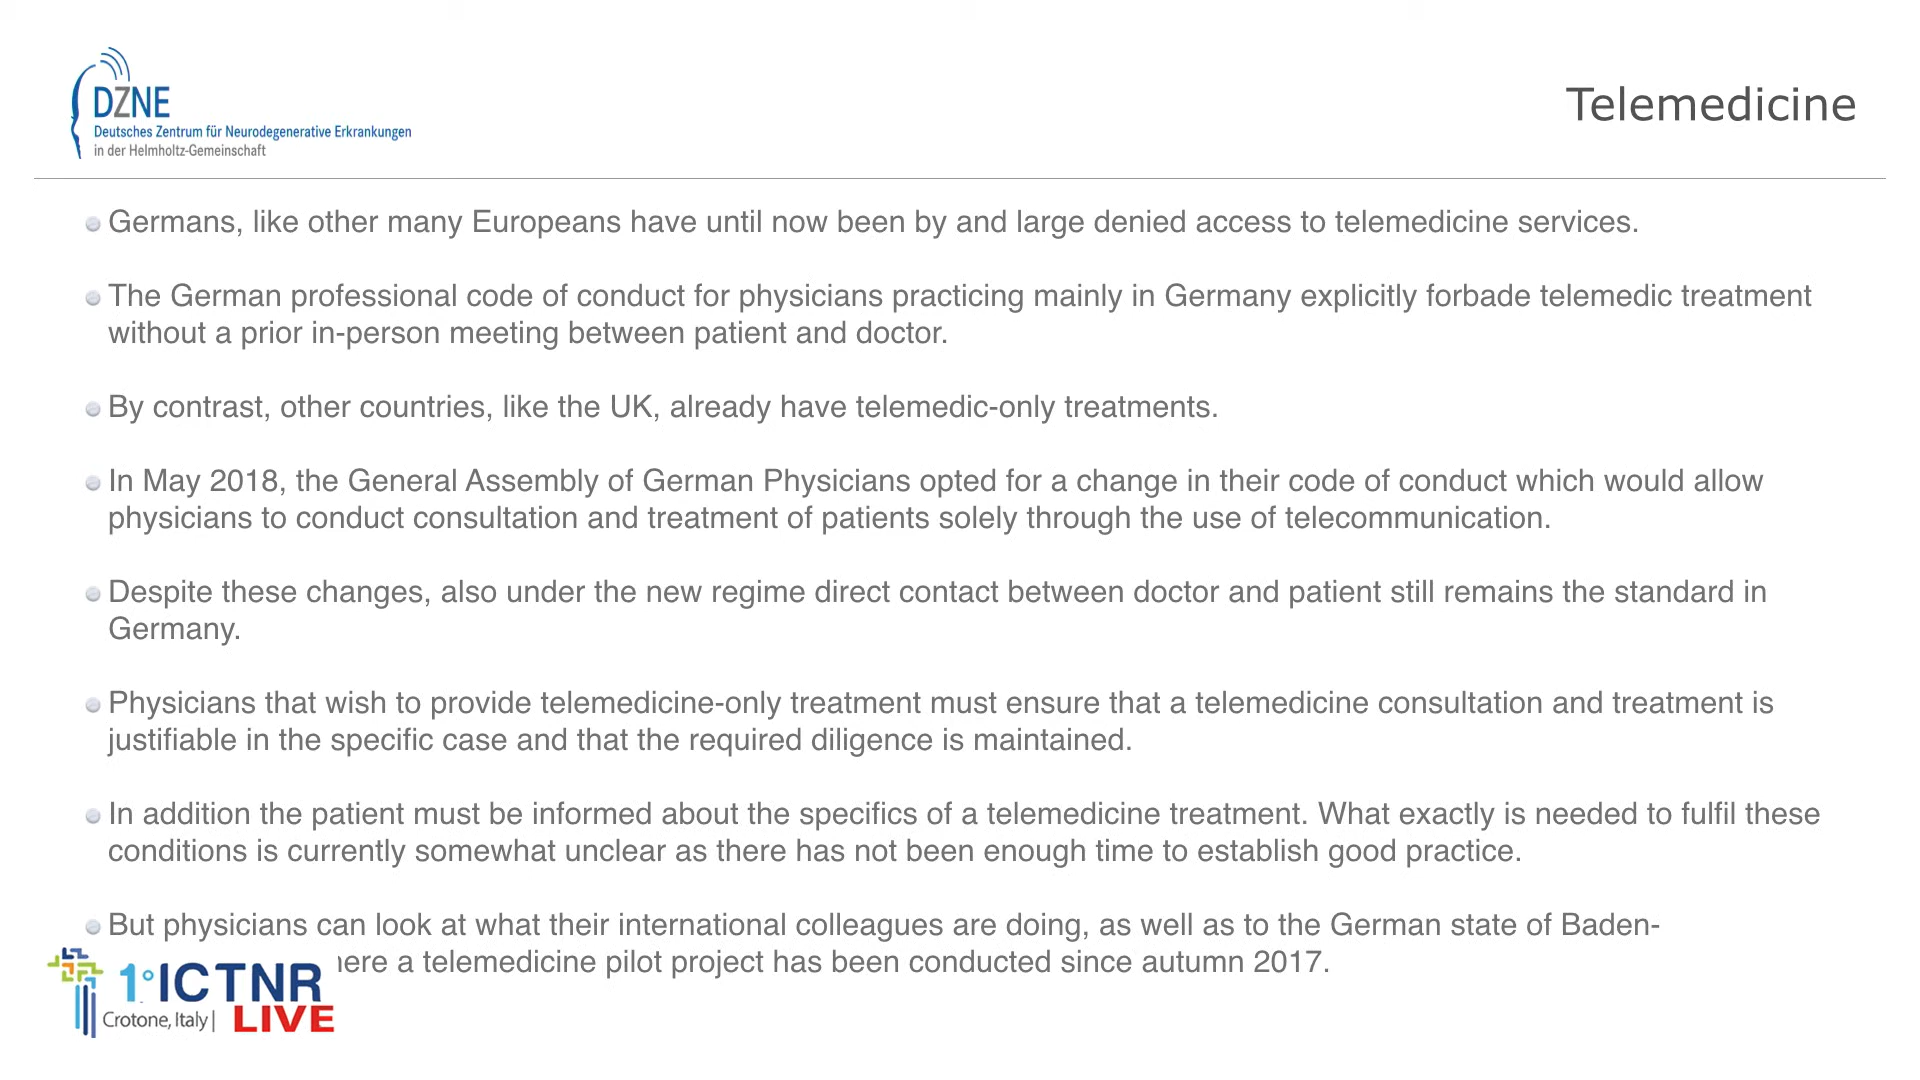 DZNE
Deutsches Zentrum für Neurodegenerative Erkrankungen
in der Helmholtz-Gemeinschaft
Telemedicine
Germans, like other many Europeans have until now been by and large denied access to telemedicine services.
The German professional code of conduct for physicians practicing mainly in Germany explicitly forbade telemedic treatment
without a prior in-person meeting between patient and doctor.
By contrast, other countries, like the UK, already have telemedic-only treatments.
In May 2018, the General Assembly of German Physicians opted for a change in their code of conduct which would allow
physicians to conduct consultation and treatment of patients solely through the use of telecommunication.
Despite these changes, also under the new regime direct contact between doctor and patient still remains the standard in
Germany.
Physicians that wish to provide telemedicine-only treatment must ensure that a telemedicine consultation and treatment is
justifiable in the specific case and that the required diligence is maintained.
In addition the patient must be informed about the specifics of a telemedicine treatment. What exactly is needed to fulfil these
conditions is currently somewhat unclear as there has not been enough time to establish good practice.
But physicians can look at what their international colleagues are doing, as well as to the German state of Baden-
a telemedicine pilot project has been conducted since autumn 2017.
1° ICTNR
Crotone, Italy | LIVE